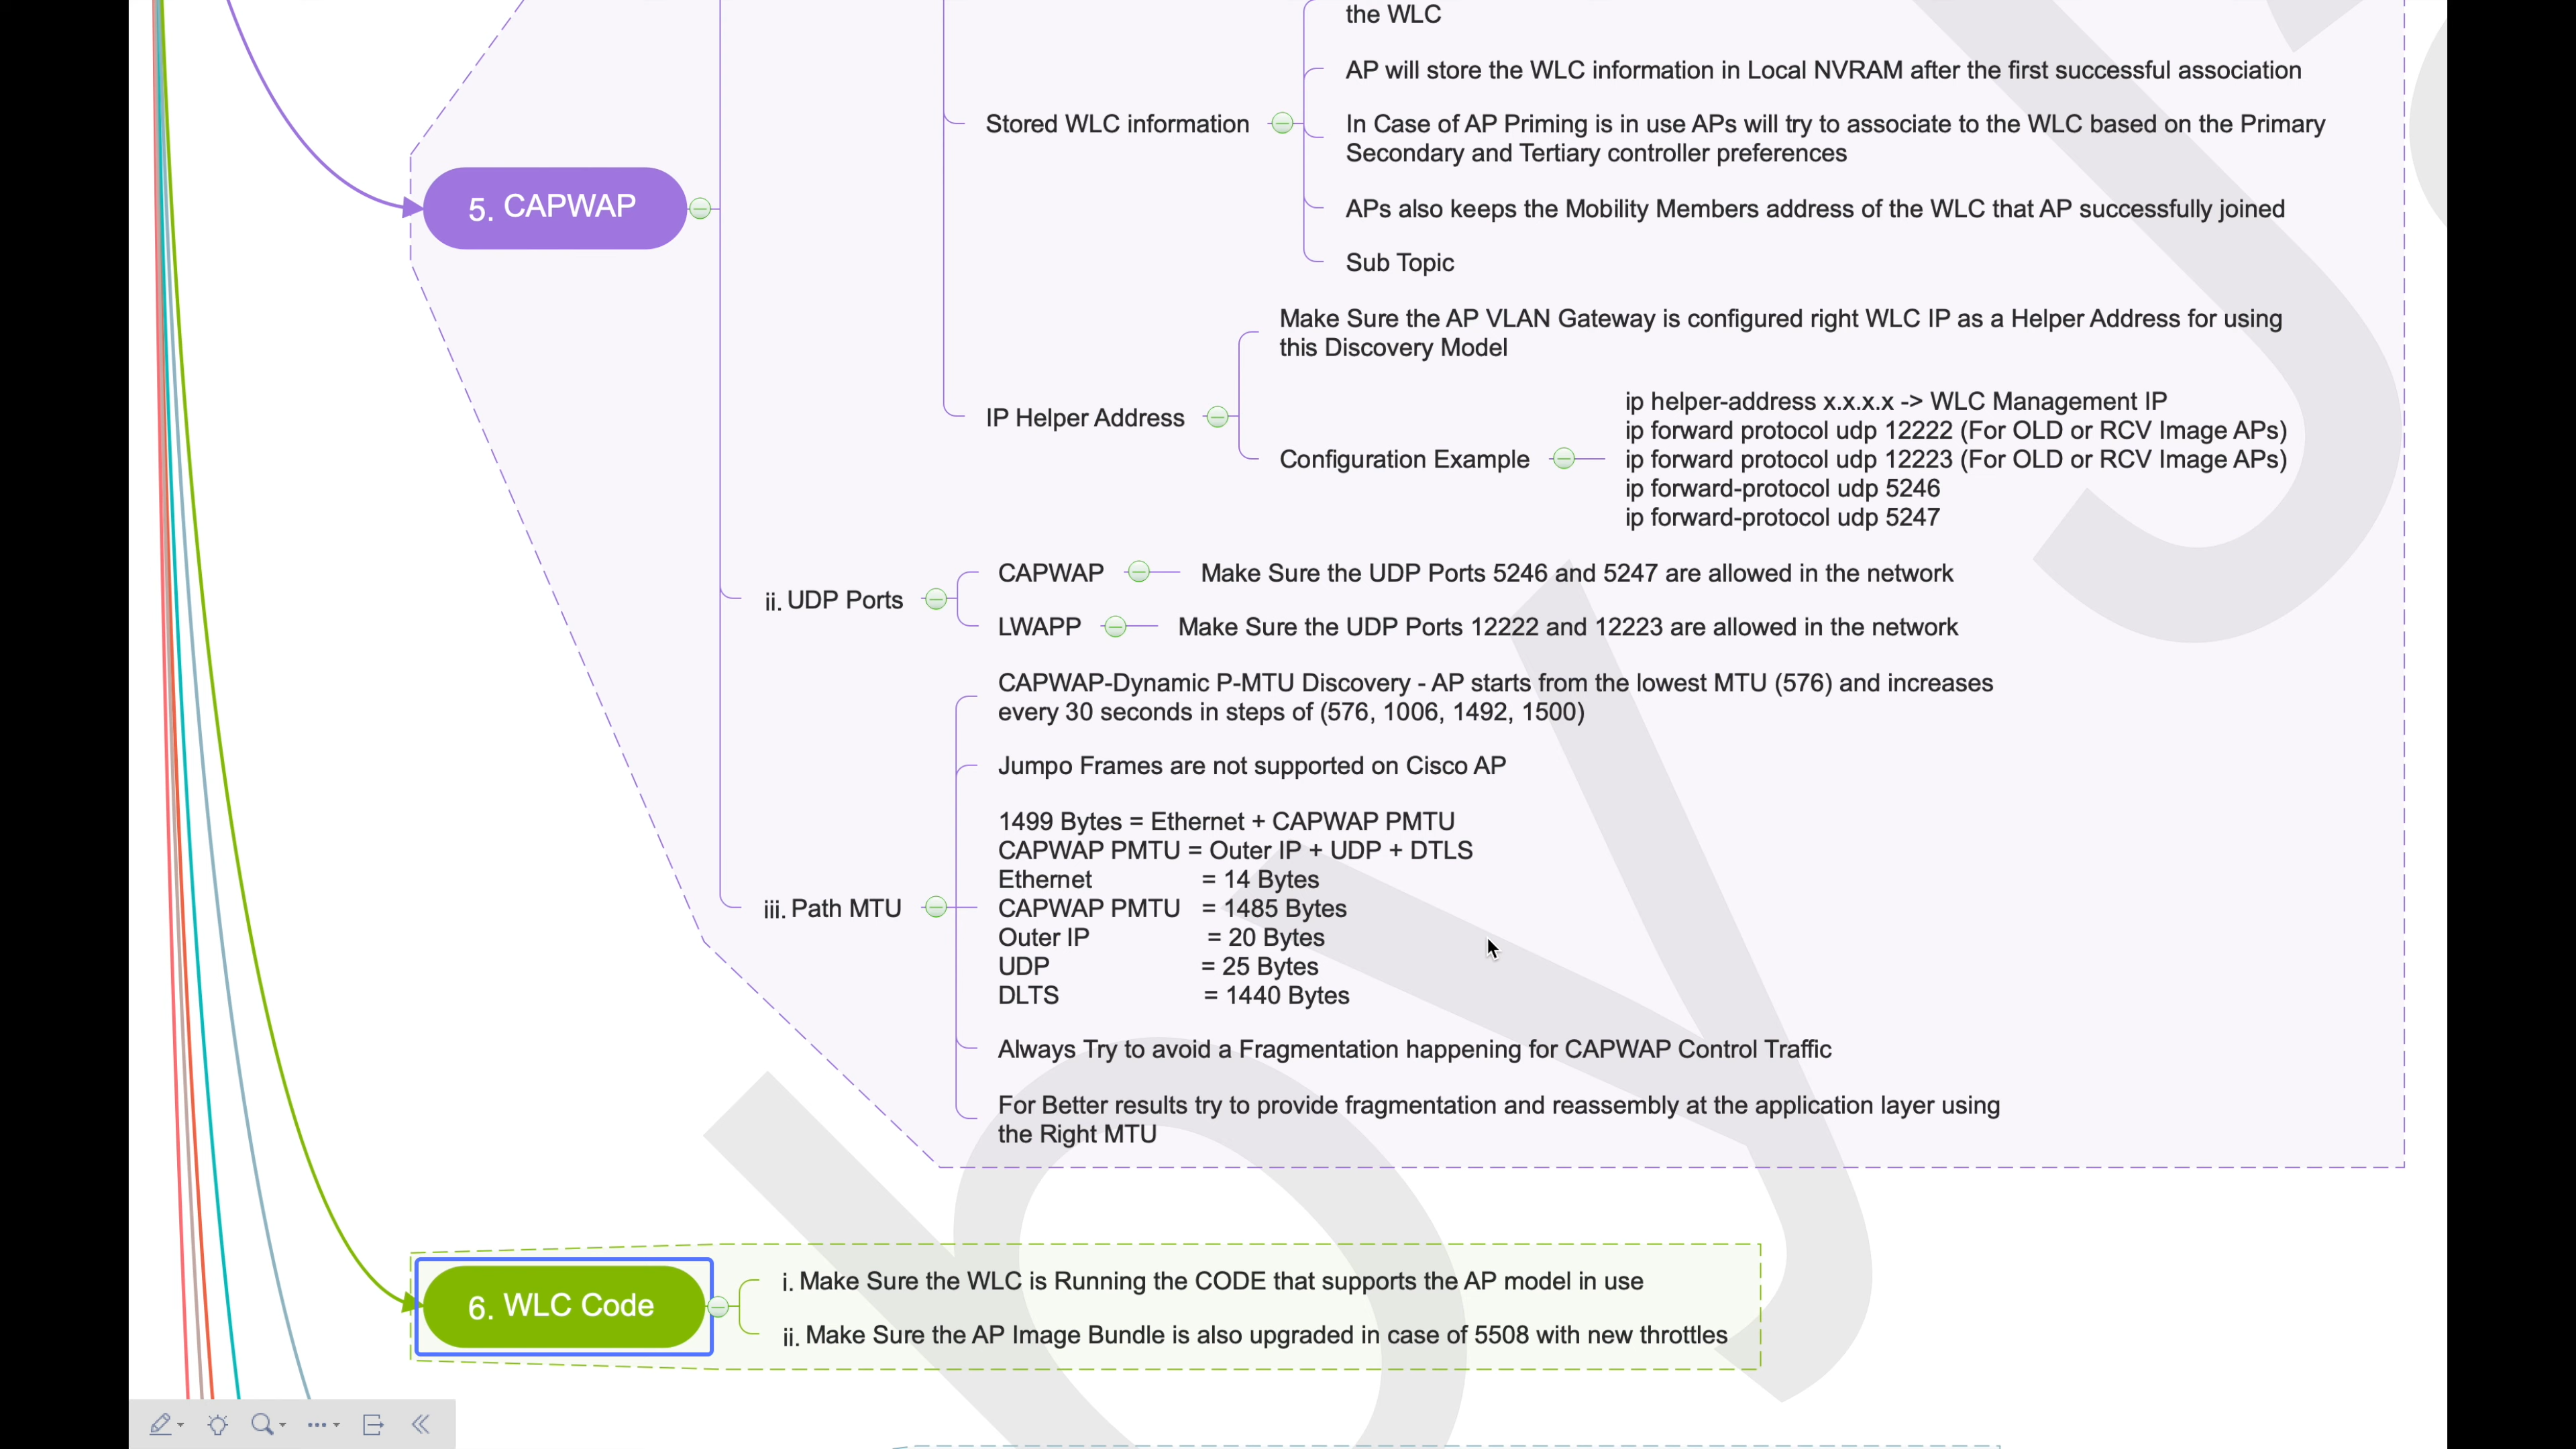 the WLC
AP will store the WLC information in Local NVRAM after the first successful association
Stored WLC information
In Case of AP Priming is in use APs will try to associate to the WLC based on the Primary
Secondary and Tertiary controller preferences
5. CAPWAP
APs also keeps the Mobility Members address of the WLC that AP successfully joined
Sub Topic
Make Sure the AP VLAN Gateway is configured right WLC IP as a Helper Address for using
this Discovery Model
IP Helper Address
Configuration Example
ip helper-address x.x.x.x -> WLC Management IP
ip forward protocol udp 12222 (For OLD or RCV Image APs)
ip forward protocol udp 12223 (For OLD or RCV Image APs)
ip forward-protocol udp 5246
ip forward-protocol udp 5247
ii. UDP Ports
CAPWAP
Make Sure the UDP Ports 5246 and 5247 are allowed in the network
LWAPP
Make Sure the UDP Ports 12222 and 12223 are allowed in the network
CAPWAP-Dynamic P-MTU Discovery - AP starts from the lowest MTU (576) and increases
every 30 seconds in steps of (576, 1006, 1492, 1500)
Jumpo Frames are not supported on Cisco AP
iii. Path MTU
1499 Bytes = Ethernet + CAPWAP PMTU
CAPWAP PMTU = Outer IP + UDP + DTLS
Ethernet = 14 Bytes
CAPWAP PMTU = 1485 Bytes
Outer IP = 20 Bytes
UDP = 25 Bytes
DLTS = 1440 Bytes
Always Try to avoid a Fragmentation happening for CAPWAP Control Traffic
For Better results try to provide fragmentation and reassembly at the application layer using
the Right MTU
6. WLC Code
i. Make Sure the WLC is Running the CODE that supports the AP model in use
ii. Make Sure the AP Image Bundle is also upgraded in case of 5508 with new throttles